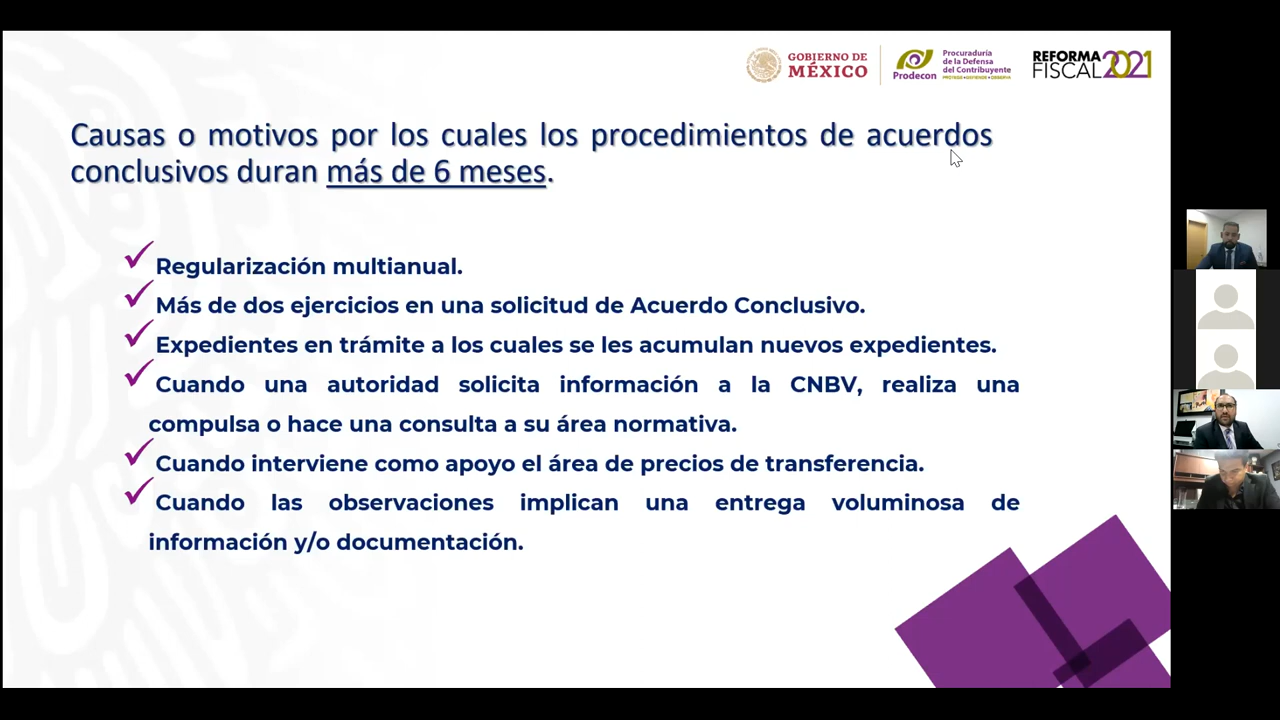 GOBIERNO DE
MÉXICO
Prodecon
Procuraduría
de la Defensa
del Contribuyente
PROTEGE • DEFIENDE • OBSERVA
REFORMA
FISCAL 2021
Causas o motivos por los cuales los procedimientos de acuerdos
conclusivos duran más de 6 meses.
Regularización multianual.
Más de dos ejercicios en una solicitud de Acuerdo Conclusivo.
Expedientes en trámite a los cuales se les acumulan nuevos expedientes.
Cuando una autoridad solicita información a la CNBV, realiza una
compulsa o hace una consulta a su área normativa.
Cuando interviene como apoyo el área de precios de transferencia.
Cuando las observaciones implican una entrega voluminosa de
información y/o documentación.